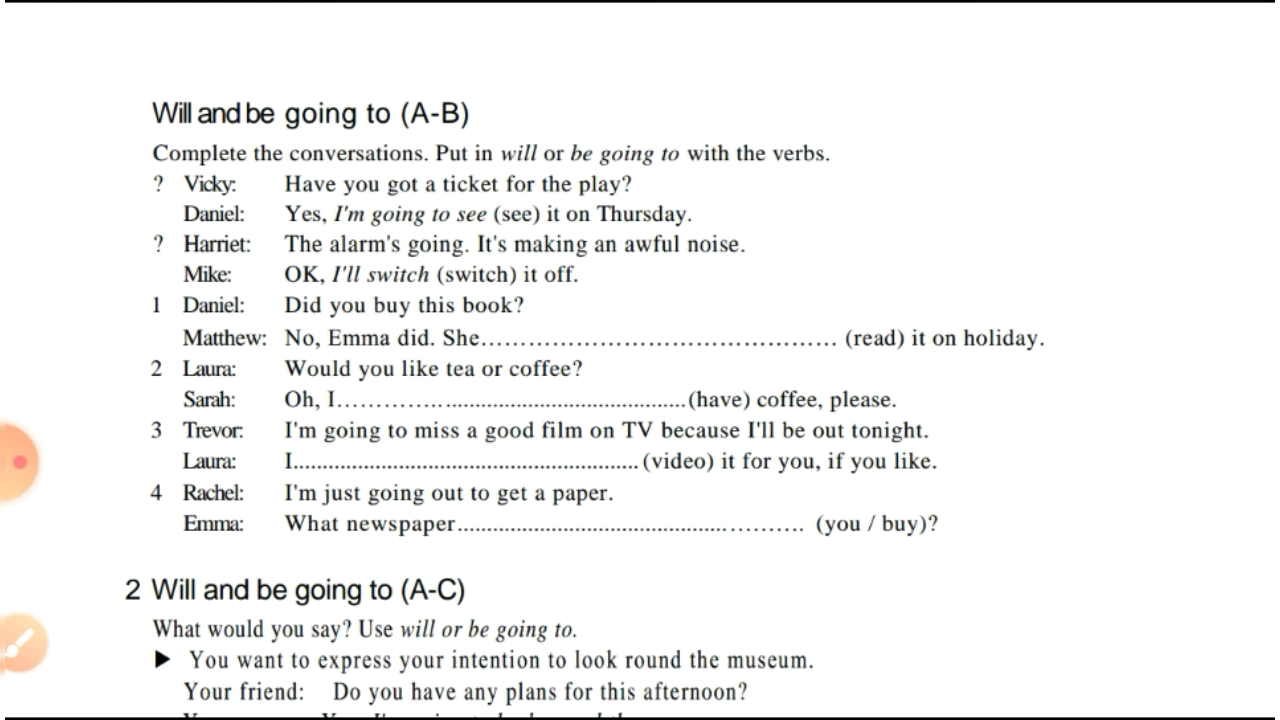 Will and be going to (A-B)
Complete the conversations. Put in will or be going to with the verbs.
? Vicky: Have you got a ticket for the play?
Daniel: Yes, I'm going to see (see) it on Thursday.
? Harriet: The alarm's going. It's making an awful noise.
Mike: OK, I'll switch (switch) it off.
1 Daniel: Did you buy this book?
Matthew: No, Emma did. She................................................ (read) it on holiday.
2 Laura: Would you like tea or coffee?
Sarah: Oh, I......................................................(have) coffee, please.
3 Trevor: I'm going to miss a good film on TV because I'll be out tonight.
Laura: I......................................................... (video) it for you, if you like.
4 Rachel: I'm just going out to get a paper.
Emma: What newspaper......................................................... (you / buy)?
2 Will and be going to (A-C)
What would you say? Use will or be going to.
► You want to express your intention to look round the museum.
Your friend: Do you have any plans for this afternoon?